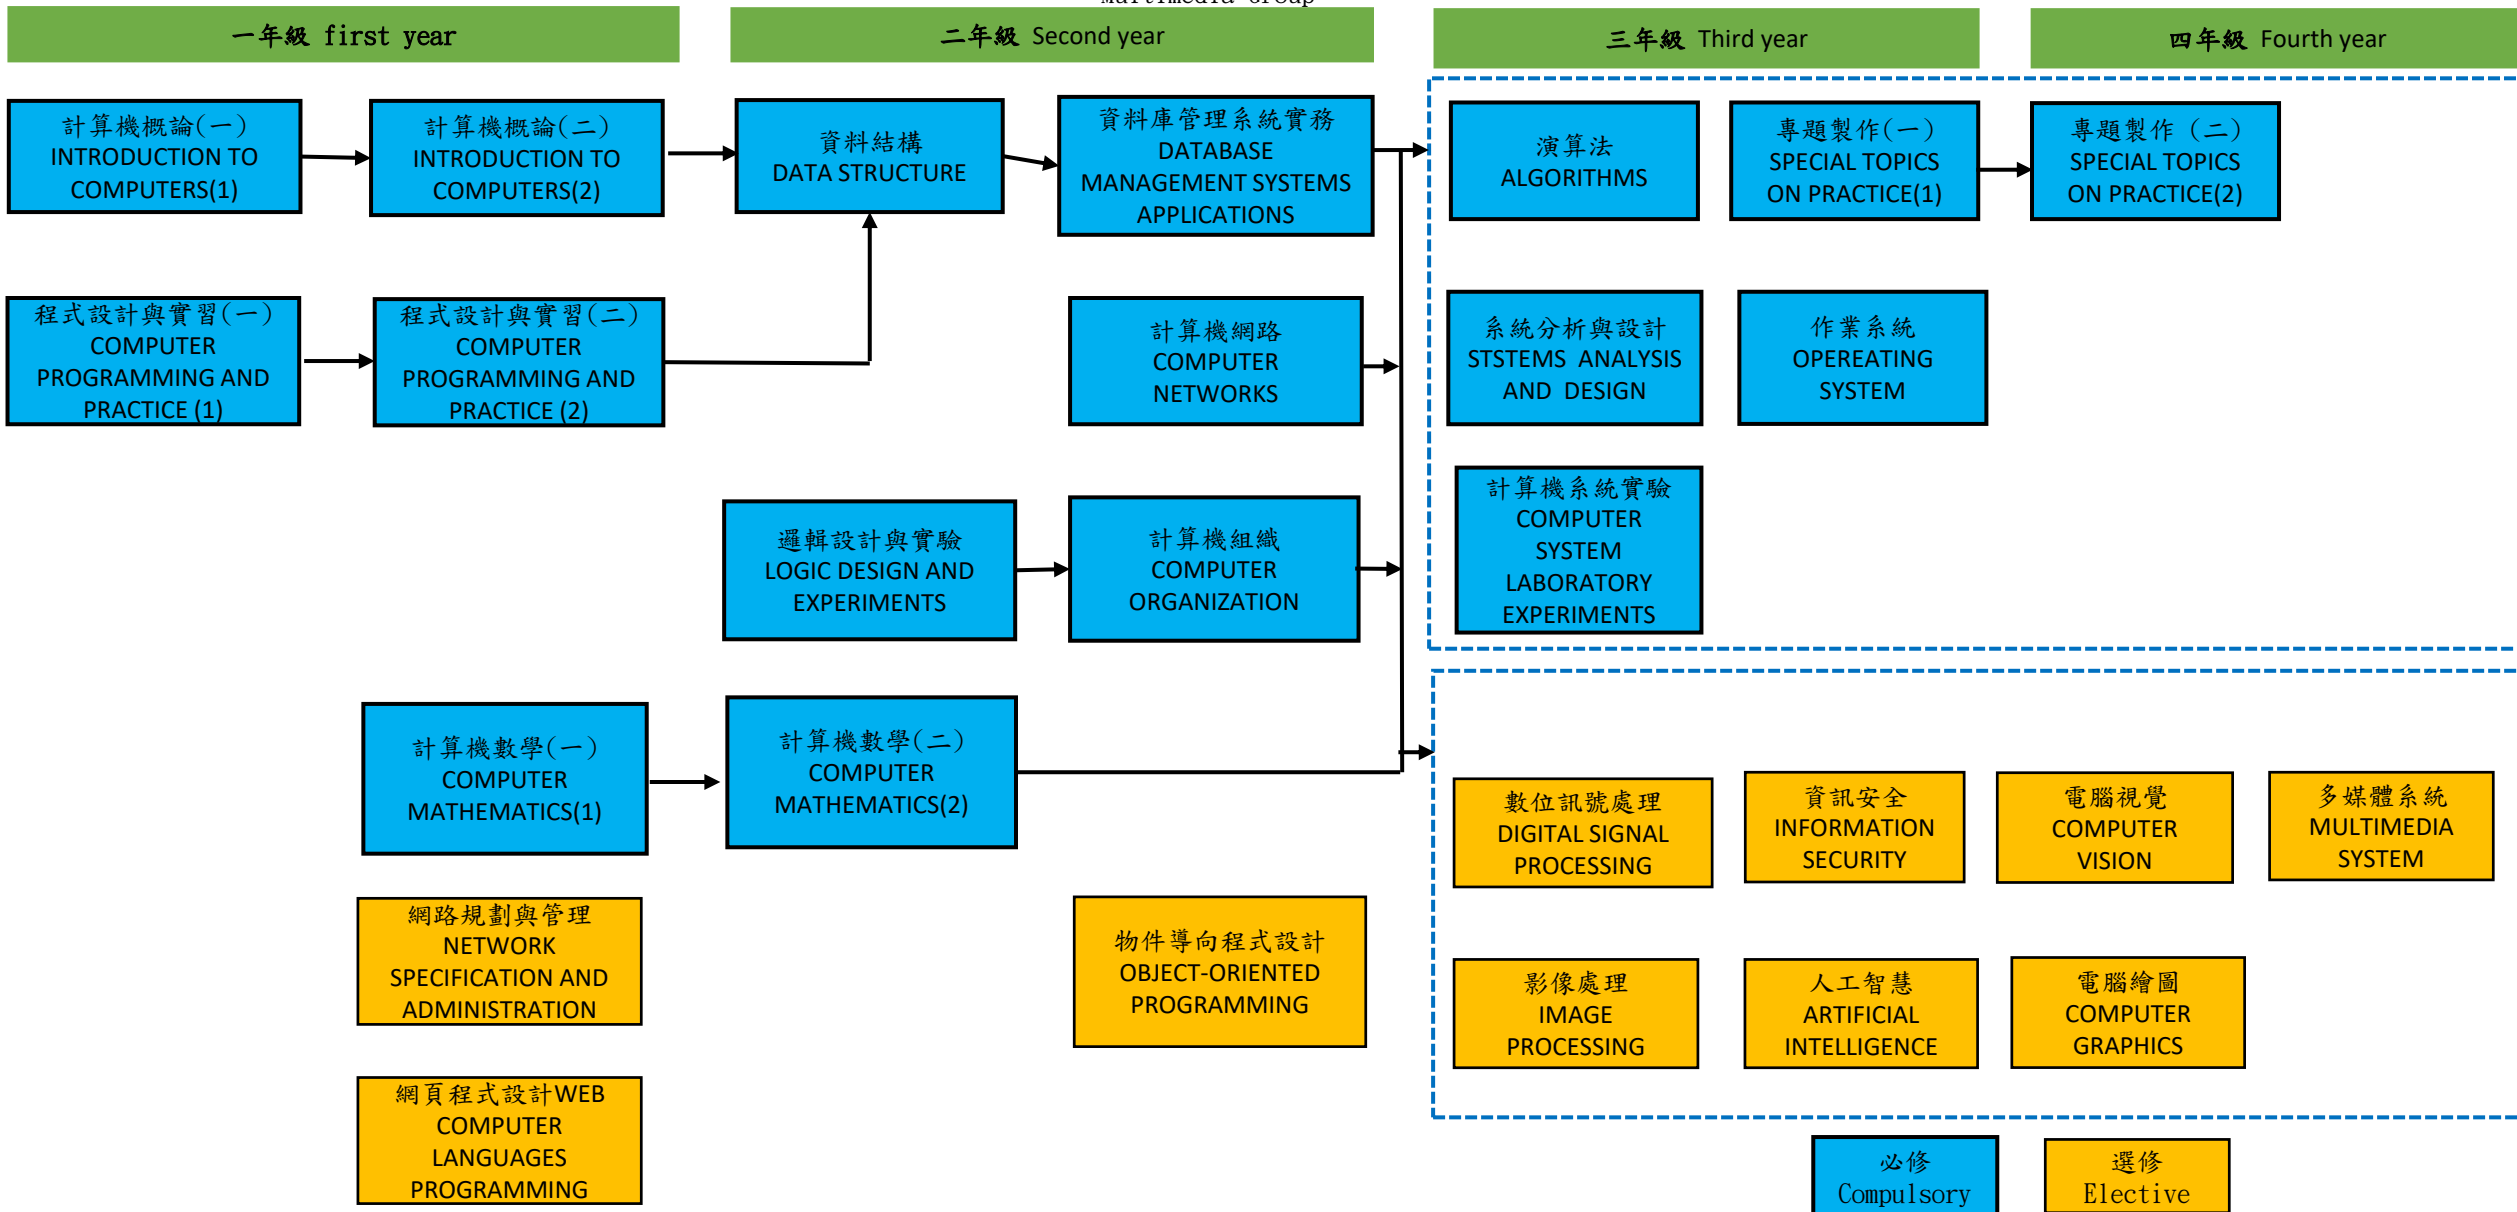 Multimedia Group
一年級 first year
二年級 Second year
三年級 Third year
四年級 Fourth year
計算機概論(一)
INTRODUCTION TO
COMPUTERS(1)
計算機概論(二)
INTRODUCTION TO
COMPUTERS(2)
資料結構
DATA STRUCTURE
資料庫管理系統實務
DATABASE
MANAGEMENT SYSTEMS
APPLICATIONS
演算法
ALGORITHMS
專題製作(一)
SPECIAL TOPICS
ON PRACTICE(1)
專題製作 (二)
SPECIAL TOPICS
ON PRACTICE(2)
程式設計與實習(一)
COMPUTER
PROGRAMMING AND
PRACTICE (1)
程式設計與實習(二)
COMPUTER
PROGRAMMING AND
PRACTICE (2)
計算機網路
COMPUTER
NETWORKS
系統分析與設計
STSTEMS ANALYSIS
AND DESIGN
作業系統
OPEREATING
SYSTEM
邏輯設計與實驗
LOGIC DESIGN AND
EXPERIMENTS
計算機組織
COMPUTER
ORGANIZATION
計算機系統實驗
COMPUTER
SYSTEM
LABORATORY
EXPERIMENTS
計算機數學(一)
COMPUTER
MATHEMATICS(1)
計算機數學(二)
COMPUTER
MATHEMATICS(2)
數位訊號處理
DIGITAL SIGNAL
PROCESSING
資訊安全
INFORMATION
SECURITY
電腦視覺
COMPUTER
VISION
多媒體系統
MULTIMEDIA
SYSTEM
網路規劃與管理
NETWORK
SPECIFICATION AND
ADMINISTRATION
物件導向程式設計
OBJECT-ORIENTED
PROGRAMMING
影像處理
IMAGE
PROCESSING
人工智慧
ARTIFICIAL
INTELLIGENCE
電腦繪圖
COMPUTER
GRAPHICS
網頁程式設計WEB
COMPUTER
LANGUAGES
PROGRAMMING
必修
Compulsory
選修
Elective